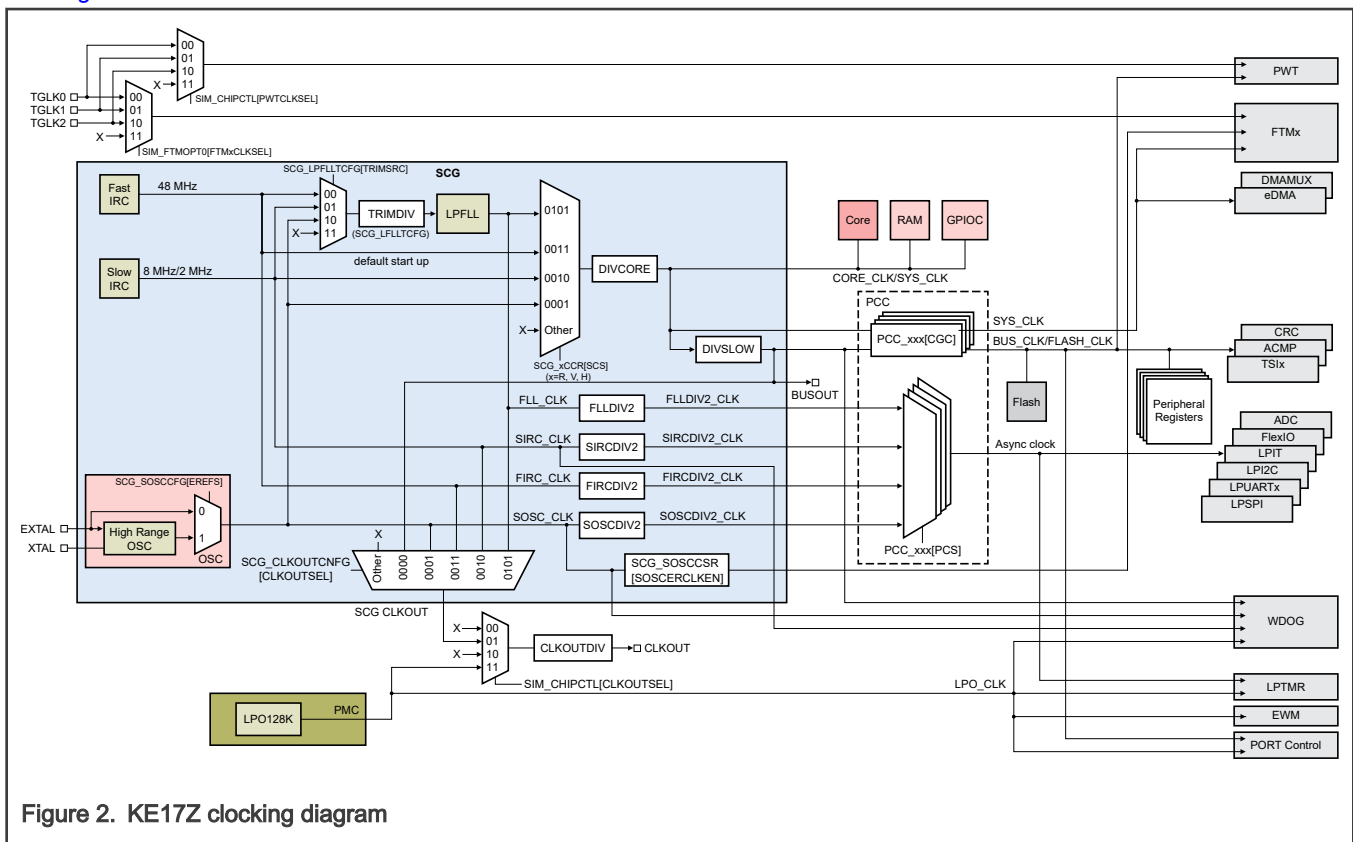 00
01
10
X 11
SIM_CHIPCTL[PWTCLKSEL]
TGLK0
TGLK1
TGLK2
00
01
10
X 11
SIM_FTMOPT0[FTMxCLKSEL]
PWT
FTMx
DMAMUX
eDMA
SCG_LPFLLTCFG[TRIMSRC]
SCG
Fast
IRC
48 MHz
00
01
10
X 11
TRIMDIV
(SCG_LFLLTCFG)
LPFLL
0101
0011
0010
0001
X Other
default start up
Slow
IRC
8 MHz/2 MHz
SCG_xCCR[SCS]
(x=R, V, H)
DIVCORE
DIVSLOW
Core
RAM
GPIOC
CORE_CLK/SYS_CLK
PCC
PCC_xxx[CGC]
SYS_CLK
BUS_CLK/FLASH_CLK
BUSOUT
Flash
Peripheral
Registers
CRC
ACMP
TSIx
FLL_CLK
FLLDIV2
FLLDIV2_CLK
SIRC_CLK
SIRCDIV2
SIRCDIV2_CLK
FIRC_CLK
FIRCDIV2
FIRCDIV2_CLK
SOSC_CLK
SOSCDIV2
SOSCDIV2_CLK
Async clock
PCC_xxx[PCS]
ADC
FlexIO
LPIT
LPI2C
LPUARTx
LPSPI
SCG_SOSCCFG[EREFS]
EXTAL
XTAL
High Range
OSC
0
1
OSC
SCG_CLKOUTCNFG
[CLKOUTSEL]
X
Other
0000
0001
0011
0010
0101
SCG_SOSCCSR
[SOSCERCLKEN]
SCG CLKOUT
X 00
01
X 10
11
CLKOUTDIV
CLKOUT
SIM_CHIPCTL[CLKOUTSEL]
LPO128K
PMC
LPO_CLK
WDOG
LPTMR
EWM
PORT Control
Figure 2. KE17Z clocking diagram